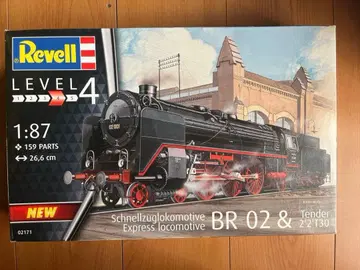 Revell
LEVEL 4
1:87
159 PARTS
26,6 cm
NEW
02171
Schnellzuglokomotive
Express locomotive
BR 02 &
Tender
2'2'T30